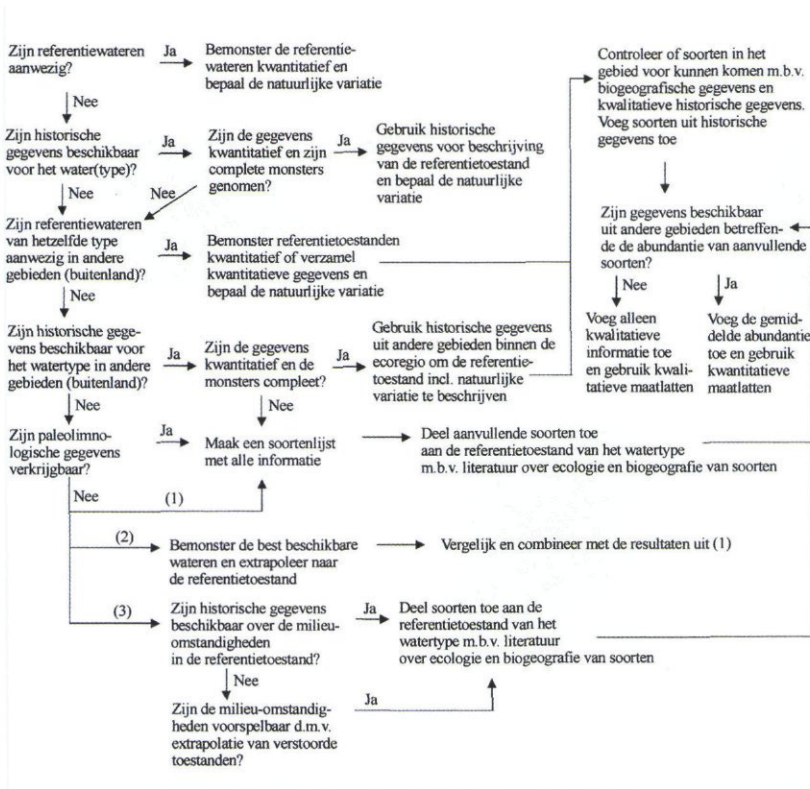 Zijn referentiewateren
aanwezig?
Ja
Bemonster de referentie-
wateren kwantitatief en
bepaal de natuurlijke variatie
Controleer of soorten in het
gebied voor kunnen komen m.b.v.
biogeografische gegevens en
kwalitatieve historische gegevens.
Voeg soorten uit historische
gegevens toe
Nee
Zijn historische
gegevens beschikbaar
voor het water(type)?
Ja
Zijn de gegevens
kwantitatief en zijn
complete monsters
genomen?
Ja
Gebruik historische
gegevens voor beschrijving
van de referentietoestand
en bepaal de natuurlijke
variatie
Nee
Nee
Zijn referentiewateren
van hetzelfde type
aanwezig in andere
gebieden (buitenland)?
Ja
Bemonster referentietoestanden
kwantitatief of verzamel
kwantitatieve gegevens en
bepaal de natuurlijke variatie
Zijn gegevens beschikbaar
uit andere gebieden betreffen-
de de abundantie van aanvullende
soorten?
Nee
Nee
Ja
Zijn historische gege-
vens beschikbaar voor
het watertype in andere
gebieden (buitenland)?
Ja
Zijn de gegevens
kwantitatief en de
monsters compleet?
Ja
Gebruik historische gegevens
uit andere gebieden binnen de
ecoregio om de referentie-
toestand incl. natuurlijke
variatie te beschrijven
Voeg alleen
kwalitatieve
informatie toe
en gebruik kwali-
tatieve maatlatten
Voeg de gemid-
delde abundantie
toe en gebruik
kwantitatieve
maatlatten
Nee
Nee
Zijn paleolimno-
logische gegevens
verkrijgbaar?
Ja
Maak een soortenlijst
met alle informatie
Deel aanvullende soorten toe
aan de referentietoestand van het watertype
m.b.v. literatuur over ecologie en biogeografie van soorten
Nee
(1)
(2)
Bemonster de best beschikbare
wateren en extrapoleer naar
de referentietoestand
Vergelijk en combineer met de resultaten uit (1)
(3)
Zijn historische gegevens
beschikbaar over de milieu-
omstandigheden
in de referentietoestand?
Ja
Deel soorten toe aan de
referentietoestand van het
watertype m.b.v. literatuur
over ecologie en biogeografie van soorten
Nee
Zijn de milieu-omstandig-
heden voorspelbaar d.m.v.
extrapolatie van verstoorde
toestanden?
Ja